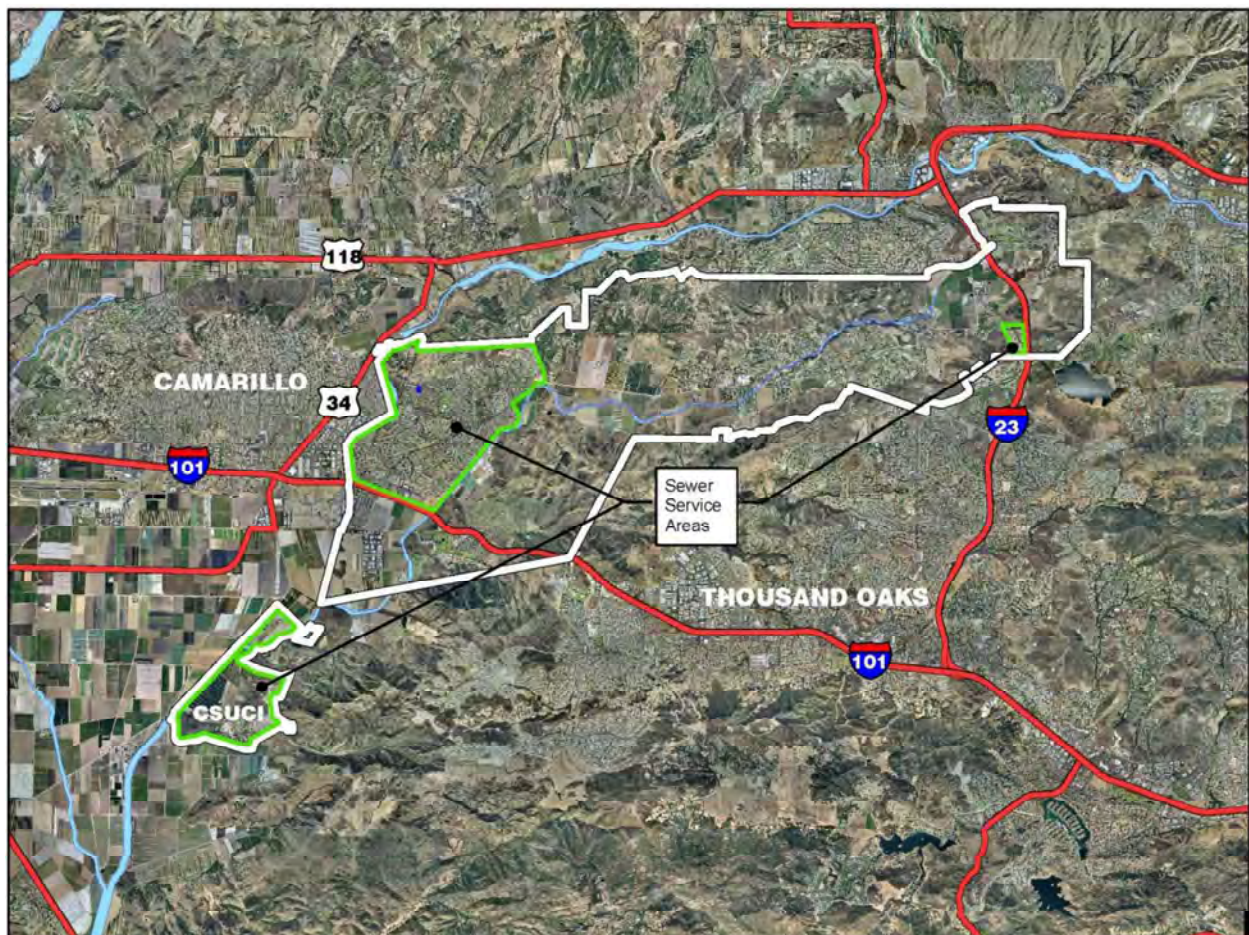 118
CAMARILLO
34
101
23
Sewer
Service
Areas
THOUSAND OAKS
101
CSUCI